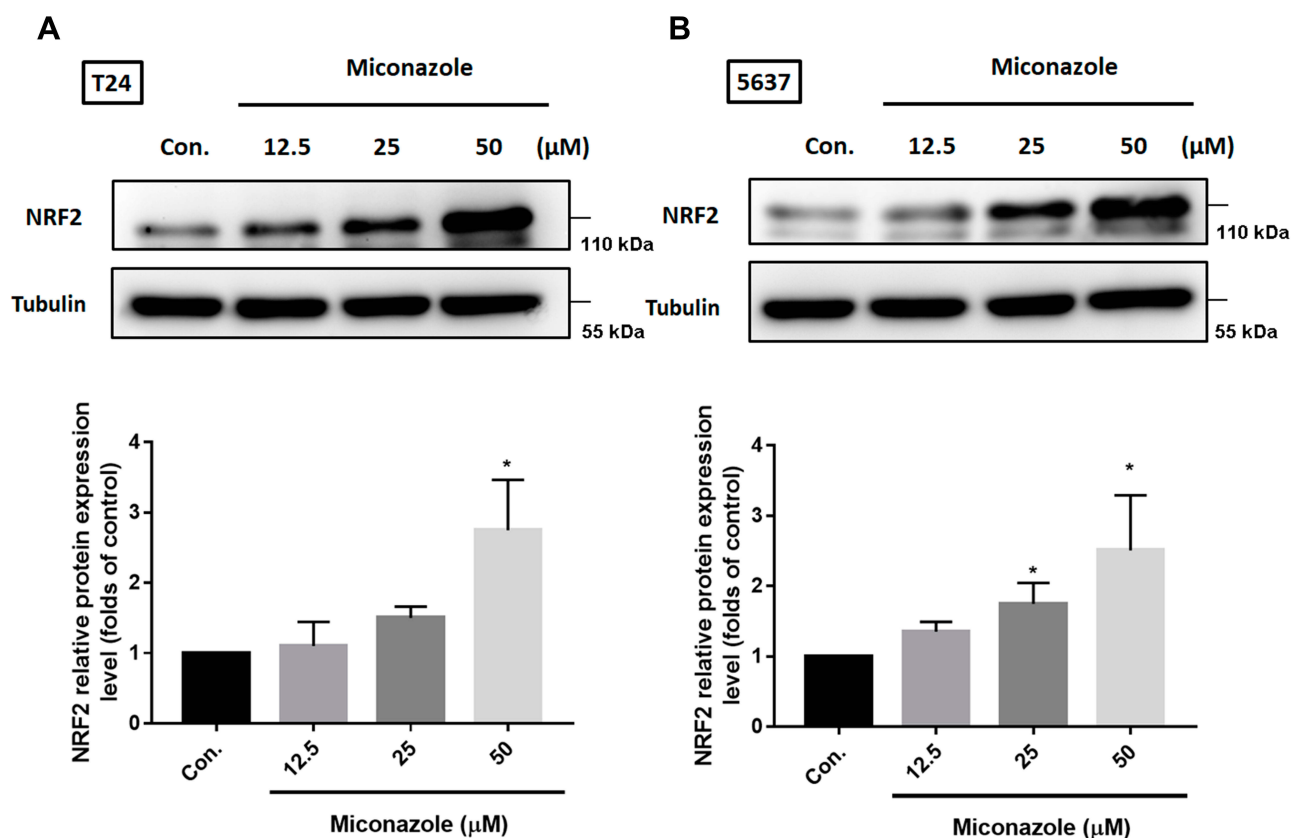 A
T24
Miconazole
Con. 12.5 25 50 (μM)
NRF2
110 kDa
Tubulin
55 kDa
NRF2 relative protein expression
level (folds of control)
4
3
2
1
0
*
Con. 12.5 25 50
Miconazole (μM)
B
5637
Miconazole
Con. 12.5 25 50 (μM)
NRF2
110 kDa
Tubulin
55 kDa
NRF2 relative protein expression
level (folds of control)
4
3
2
1
0
*
*
Con. 12.5 25 50
Miconazole (μM)